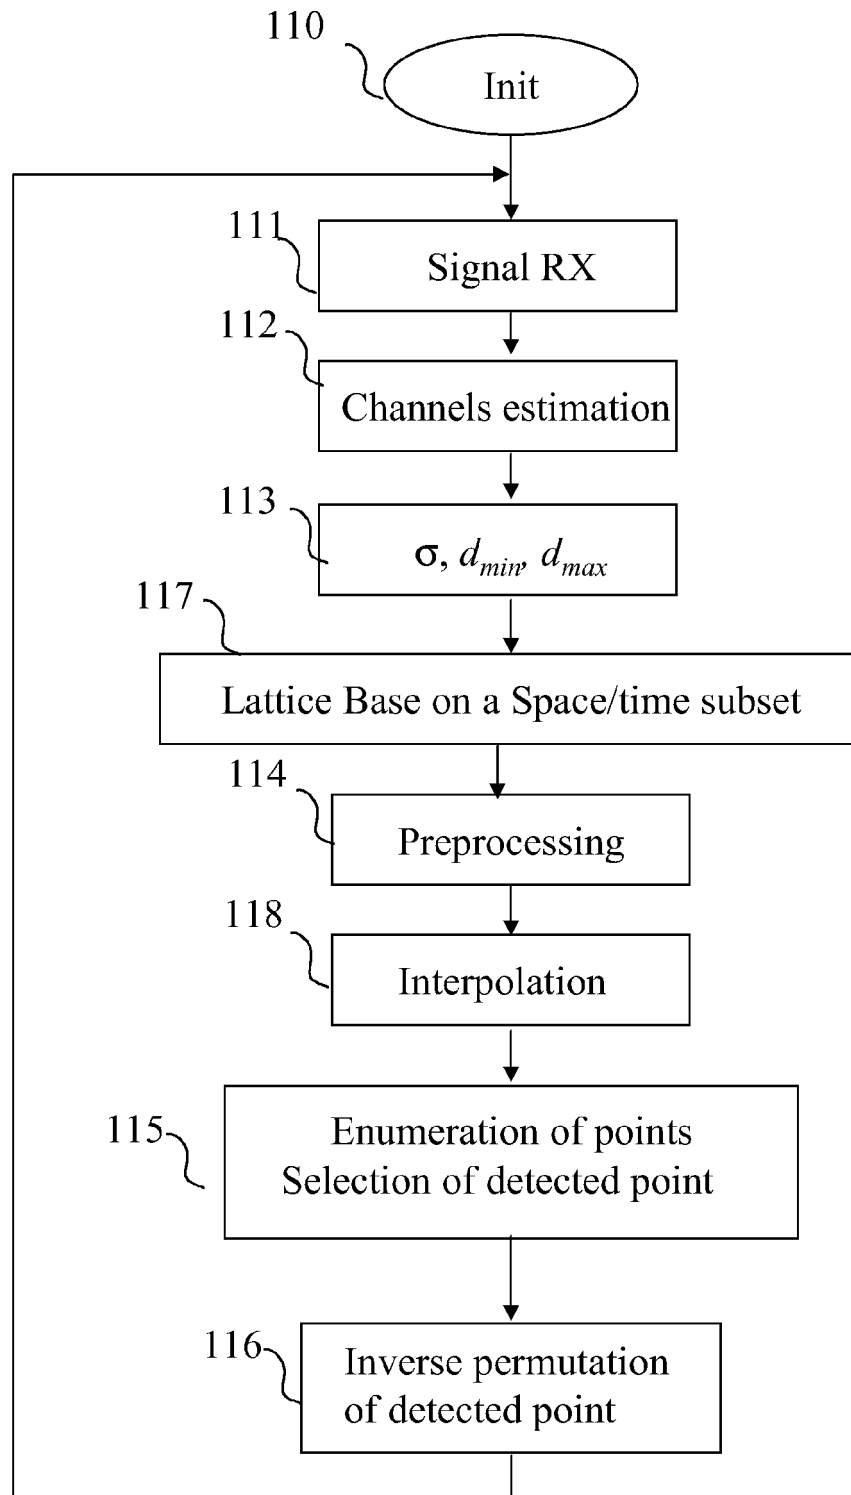 110
Init
111
Signal RX
112
Channels estimation
113
σ, d_min, d_max
117
Lattice Base on a Space/time subset
114
Preprocessing
118
Interpolation
115
Enumeration of points
Selection of detected point
116
Inverse permutation
of detected point